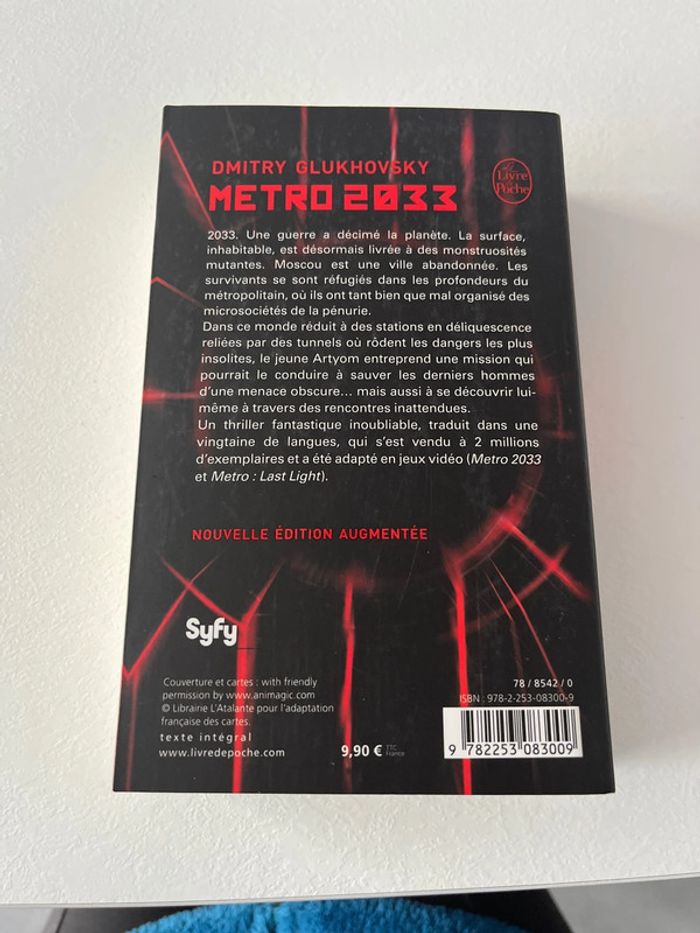 DMITRY GLUKHOVSKY
METRO 2033
Le Livre de Poche
2033. Une guerre a décimé la planète. La surface,
inhabitable, est désormais livrée à des monstruosités
mutantes. Moscou est une ville abandonnée. Les
survivants se sont réfugiés dans les profondeurs du
métropolitain, où ils ont tant bien que mal organisé des
microsociétés de la pénurie.
Dans ce monde réduit à des stations en déliquescence
reliées par des tunnels où rôdent les dangers les plus
insolites, le jeune Artyom entreprend une mission qui
pourrait le conduire à sauver les derniers hommes
d'une menace obscure... mais aussi à se découvrir lui-
même à travers des rencontres inattendues.
Un thriller fantastique inoubliable, traduit dans une
vingtaine de langues, qui s'est vendu à 2 millions
d'exemplaires et a été adapté en jeux vidéo (Metro 2033
et Metro : Last Light).
NOUVELLE ÉDITION AUGMENTÉE
Syfy
Couverture et cartes : with friendly
permission by www.animagic.com
© Librairie L'Atalante pour l'adaptation
française des cartes.
texte intégral
www.livredepoche.com
9,90 € TTC France
78 / 8542 / 0
ISBN : 978-2-253-08300-9
9 782253 083009